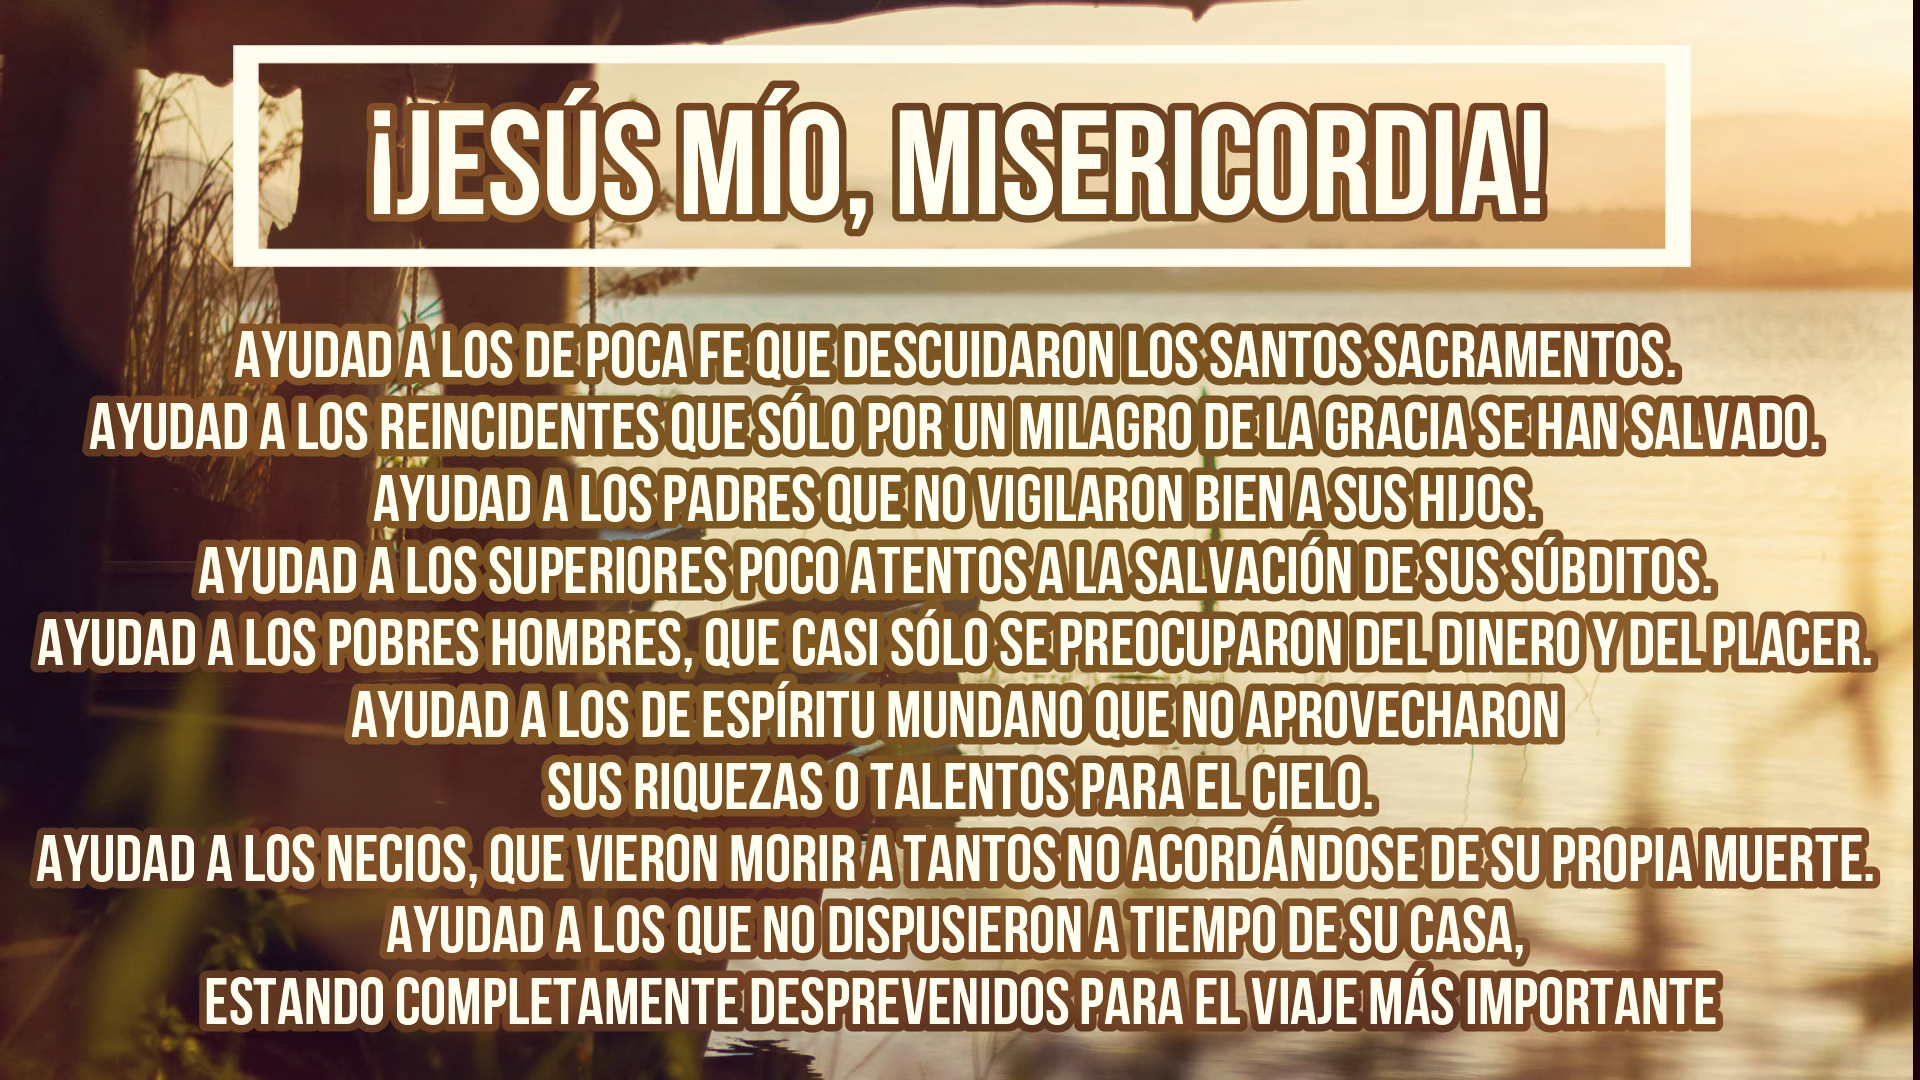 ¡JESÚS MÍO, MISERICORDIA!
AYUDAD A LOS DE POCA FE QUE DESCUIDARON LOS SANTOS SACRAMENTOS.
AYUDAD A LOS REINCIDENTES QUE SÓLO POR UN MILAGRO DE LA GRACIA SE HAN SALVADO.
AYUDAD A LOS PADRES QUE NO VIGILARON BIEN A SUS HIJOS.
AYUDAD A LOS SUPERIORES POCO ATENTOS A LA SALVACIÓN DE SUS SÚBDITOS.
AYUDAD A LOS POBRES HOMBRES, QUE CASI SÓLO SE PREOCUPARON DEL DINERO Y DEL PLACER.
AYUDAD A LOS DE ESPÍRITU MUNDANO QUE NO APROVECHARON
SUS RIQUEZAS O TALENTOS PARA EL CIELO.
AYUDAD A LOS NECIOS, QUE VIERON MORIR A TANTOS NO ACORDÁNDOSE DE SU PROPIA MUERTE.
AYUDAD A LOS QUE NO DISPUSIERON A TIEMPO DE SU CASA,
ESTANDO COMPLETAMENTE DESPREVENIDOS PARA EL VIAJE MÁS IMPORTANTE